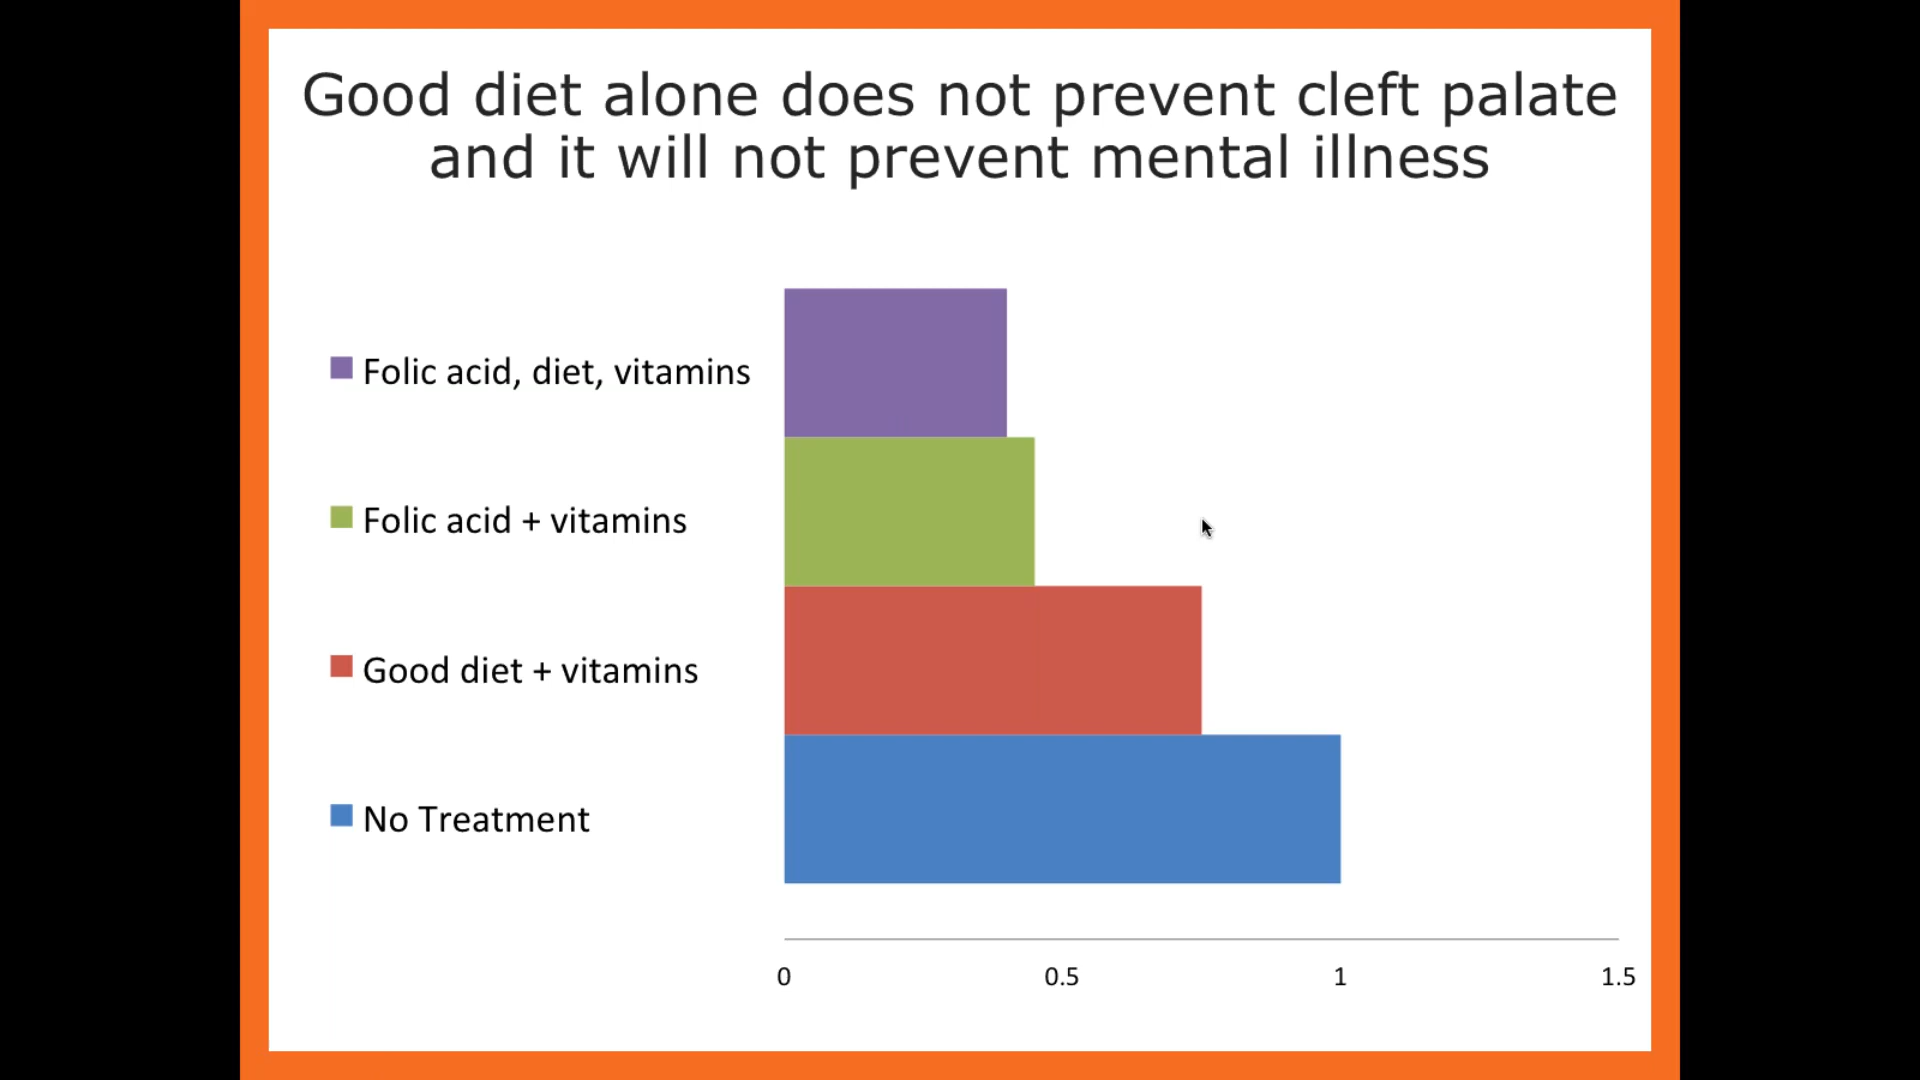 Good diet alone does not prevent cleft palate
and it will not prevent mental illness
Folic acid, diet, vitamins
Folic acid + vitamins
Good diet + vitamins
No Treatment
0 0.5 1 1.5